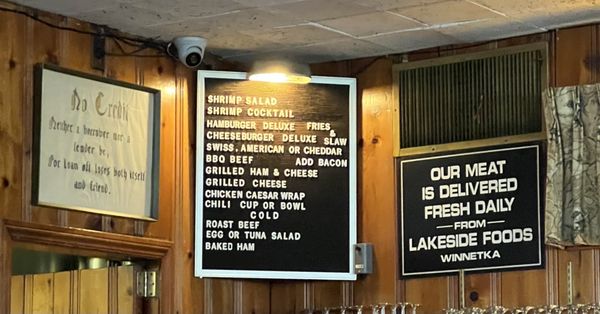 No Credit
Neither a borrower nor a
lender be,
For loan oft loses both itself
and friend.
SHRIMP SALAD
SHRIMP COCKTAIL
HAMBURGER DELUXE FRIES
&
CHEESEBURGER DELUXE SLAW
SWISS, AMERICAN OR CHEDDAR
BBQ BEEF ADD BACON
GRILLED HAM & CHEESE
GRILLED CHEESE
CHICKEN CAESAR WRAP
CHILI CUP OR BOWL
COLD
ROAST BEEF
EGG OR TUNA SALAD
BAKED HAM
OUR MEAT
IS DELIVERED
FRESH DAILY
—FROM—
LAKESIDE FOODS
WINNETKA